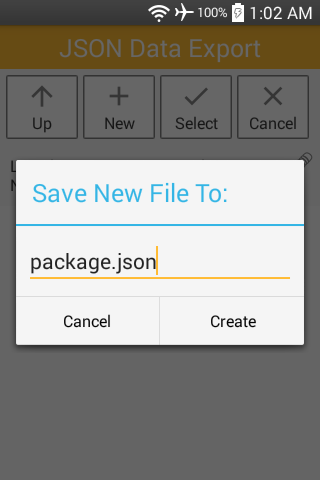 100% 1:02 AM
JSON Data Export
Up New Select Cancel
Save New File To:
package.json
Cancel Create